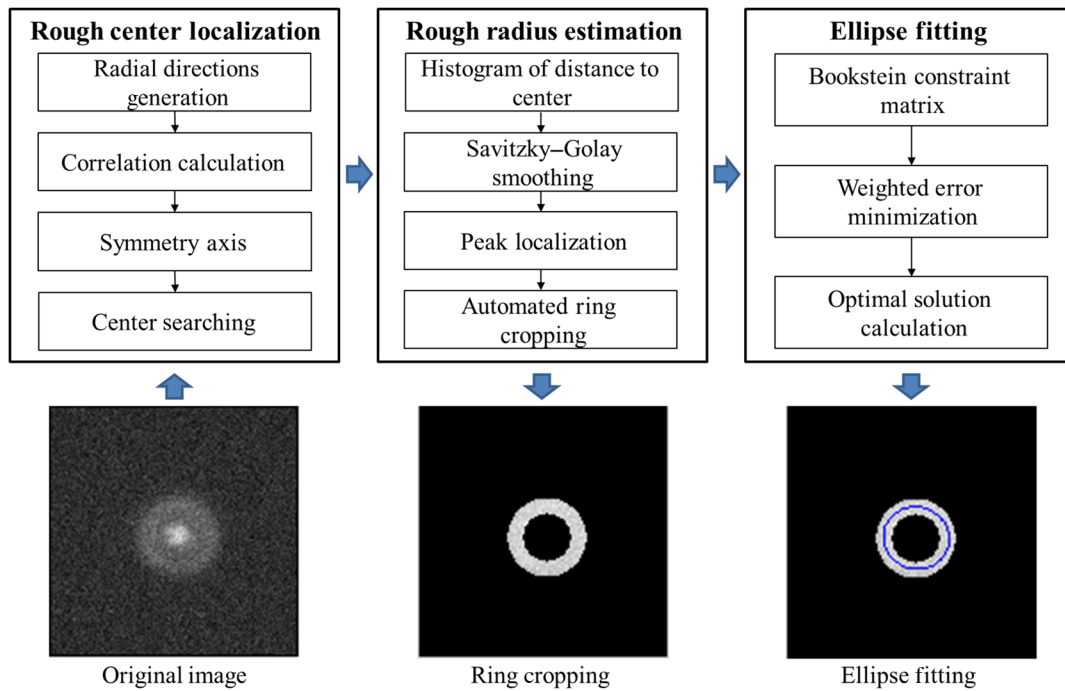 Rough center localization
Radial directions
generation
Correlation calculation
Symmetry axis
Center searching
Rough radius estimation
Histogram of distance to
center
Savitzky–Golay
smoothing
Peak localization
Automated ring
cropping
Ellipse fitting
Bookstein constraint
matrix
Weighted error
minimization
Optimal solution
calculation
Original image
Ring cropping
Ellipse fitting